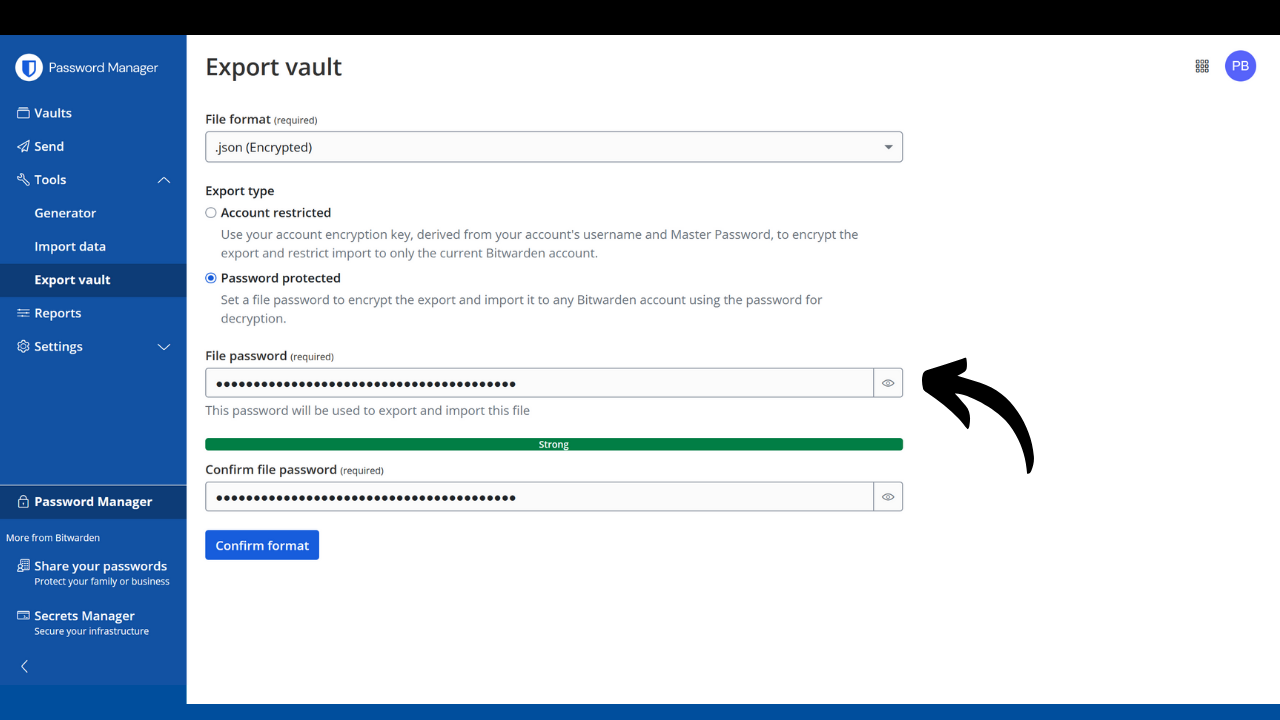 Password Manager
Vaults
Send
Tools
Generator
Import data
Export vault
Reports
Settings
Password Manager
More from Bitwarden
Share your passwords
Protect your family or business
Secrets Manager
Secure your infrastructure
Export vault
PB
File format (required)
.json (Encrypted)
Export type
Account restricted
Use your account encryption key, derived from your account's username and Master Password, to encrypt the
export and restrict import to only the current Bitwarden account.
Password protected
Set a file password to encrypt the export and import it to any Bitwarden account using the password for
decryption.
File password (required)
••••••••••••••••••••••••••••••••••••••••
This password will be used to export and import this file
Strong
Confirm file password (required)
••••••••••••••••••••••••••••••••••••••••
Confirm format